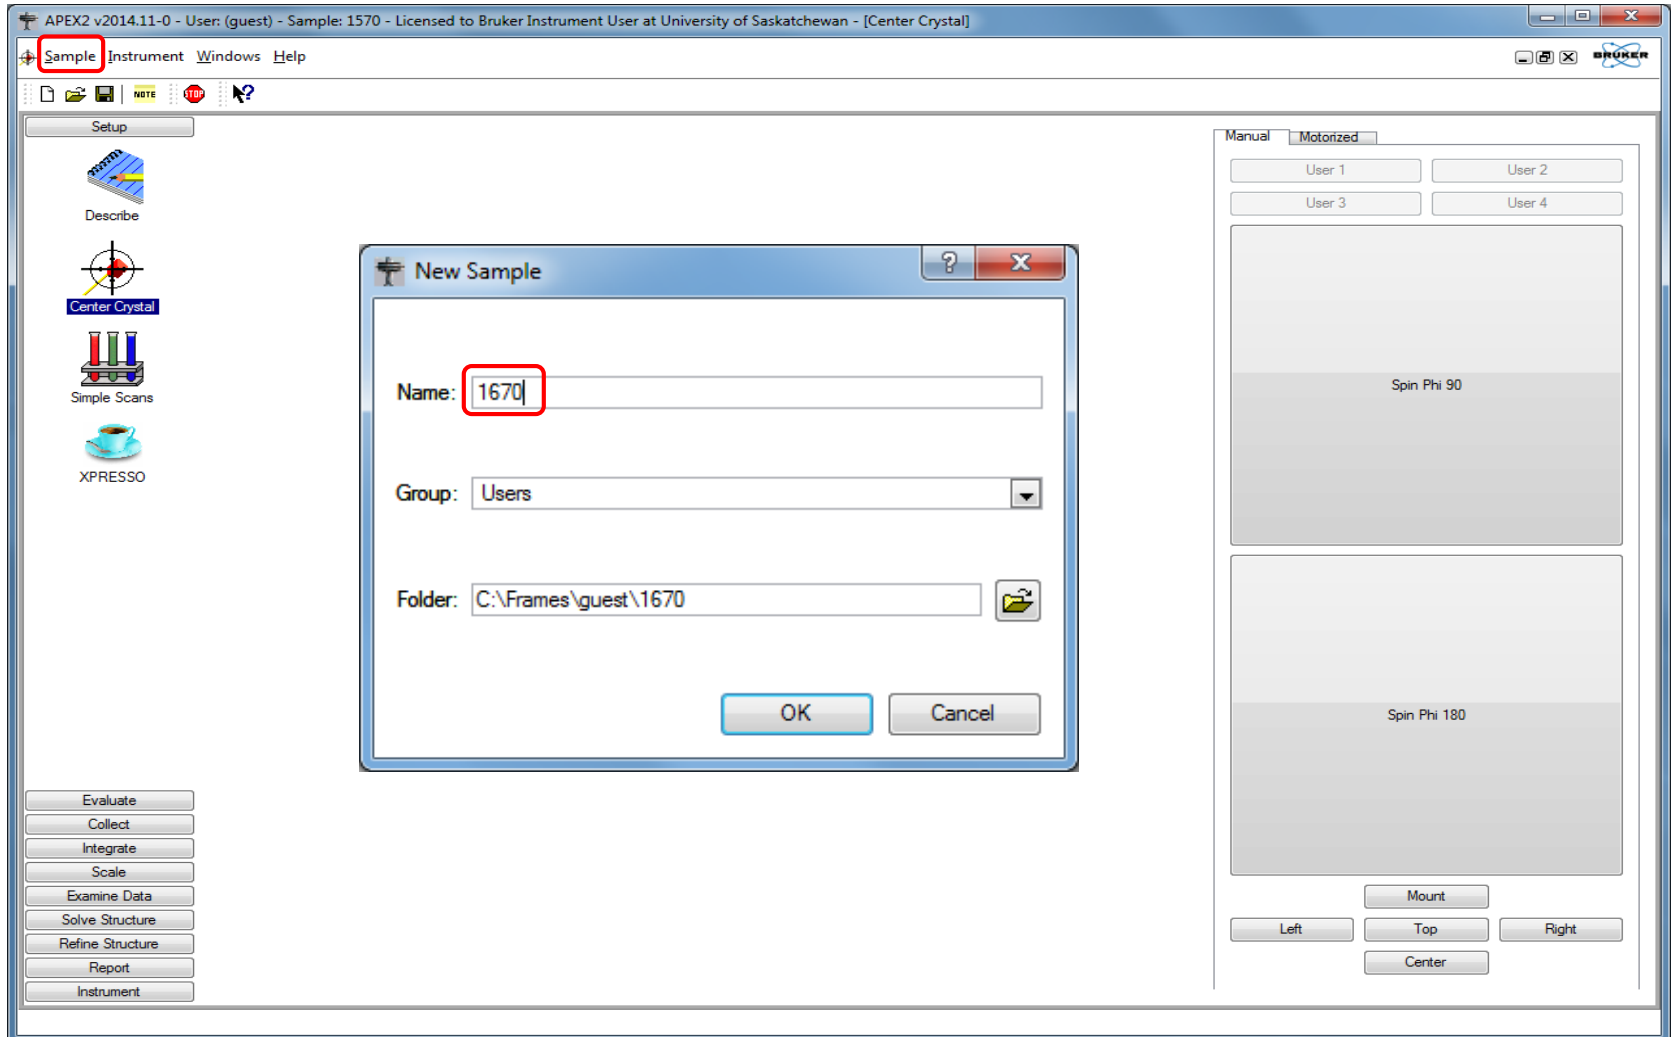 APEX2 v2014.11-0 - User: (guest) - Sample: 1570 - Licensed to Bruker Instrument User at University of Saskatchewan - [Center Crystal]
Sample Instrument Windows Help
BRUKER
NOTE STOP
Setup
Describe
Center Crystal
Simple Scans
XPRESSO
Evaluate
Collect
Integrate
Scale
Examine Data
Solve Structure
Refine Structure
Report
Instrument
New Sample
Name: 1670
Group: Users
Folder: C:\Frames\guest\1670
OK Cancel
Manual Motorized
User 1 User 2
User 3 User 4
Spin Phi 90
Spin Phi 180
Mount
Left Top Right
Center